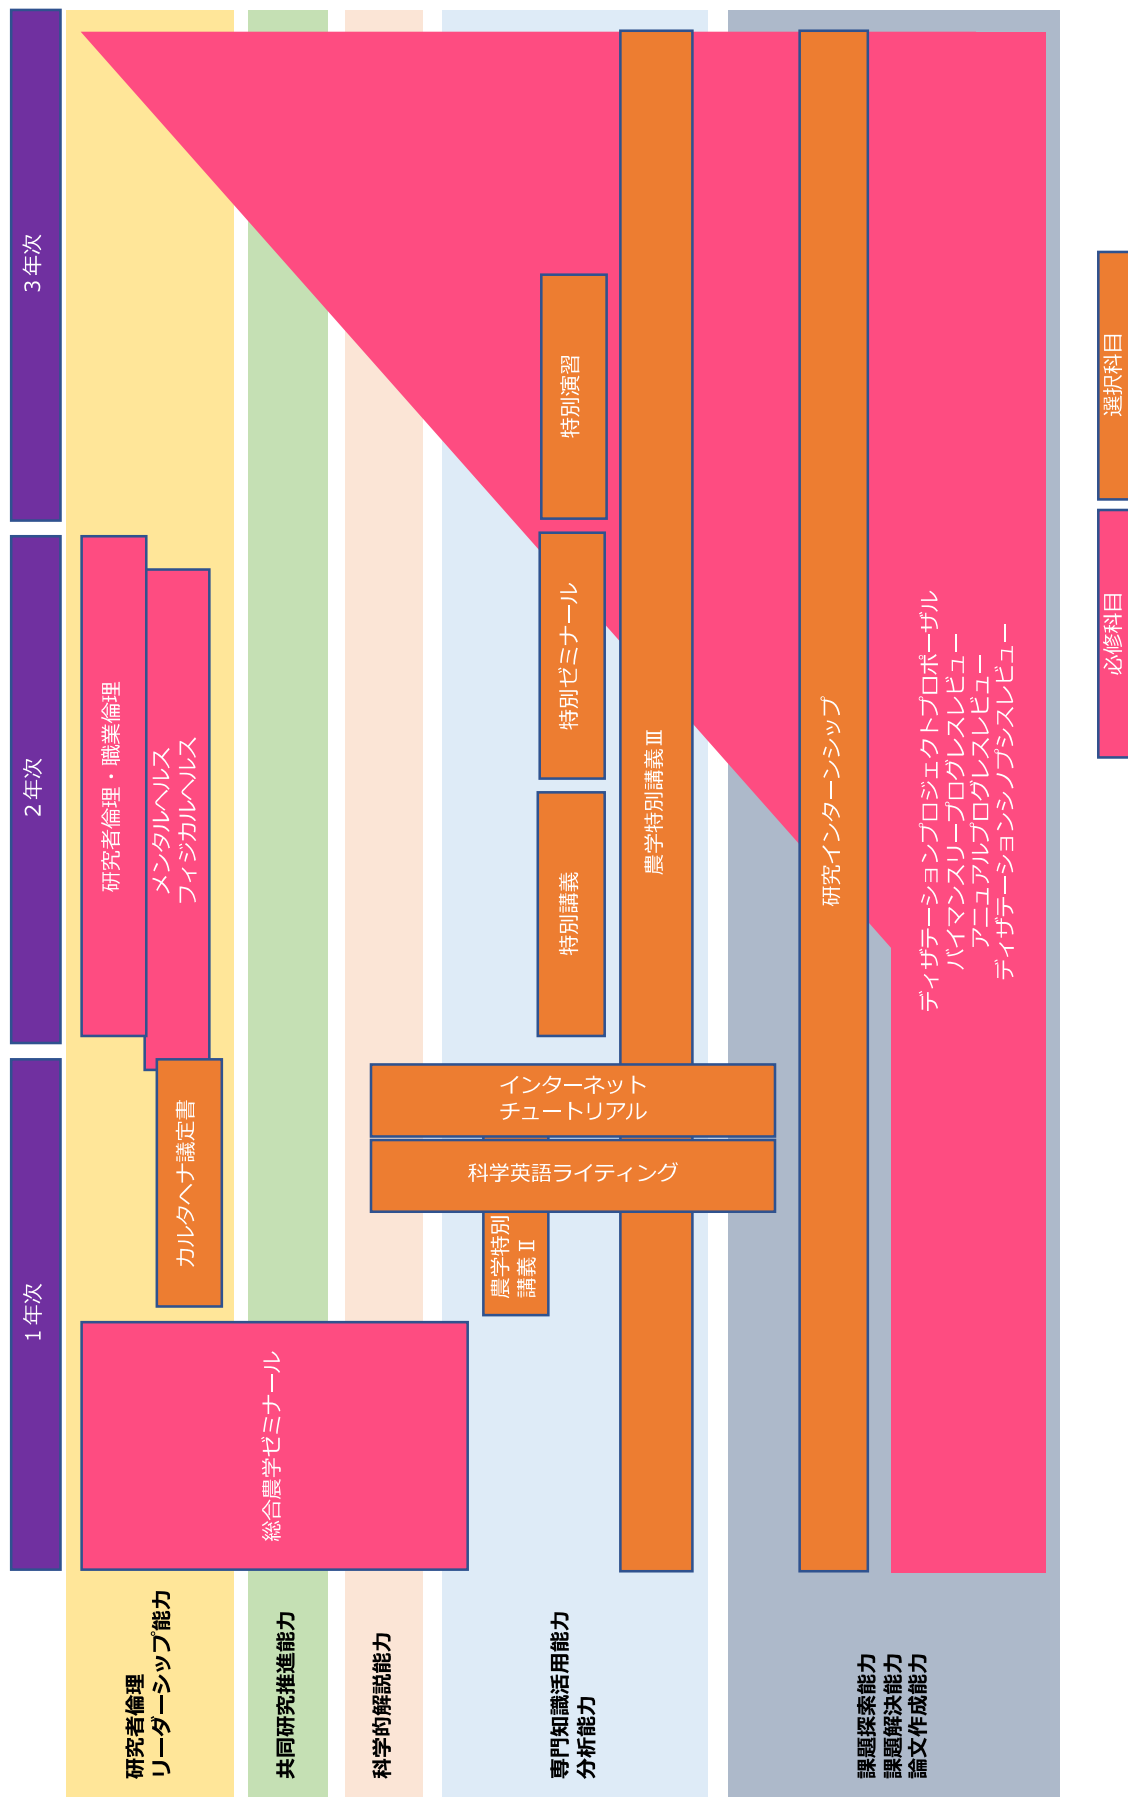 1年次
2年次
3年次
研究者倫理
リーダーシップ能力
研究者倫理・職業倫理
メンタルヘルス
フィジカルヘルス
カルタヘナ議定書
共同研究推進能力
総合農学ゼミナール
科学的解説能力
専門知識活用能力
分析能力
農学特別
講義Ⅱ
インターネット
チュートリアル
科学英語ライティング
特別講義
特別ゼミナール
特別演習
農学特別講義Ⅲ
課題探索能力
課題解決能力
論文作成能力
研究インターンシップ
ディザテーションプロジェクトプロポーザル
バイマンスリープログレスレビュー
アニュアルプログレスレビュー
ディザテーションシノプシスレビュー
必修科目
選択科目